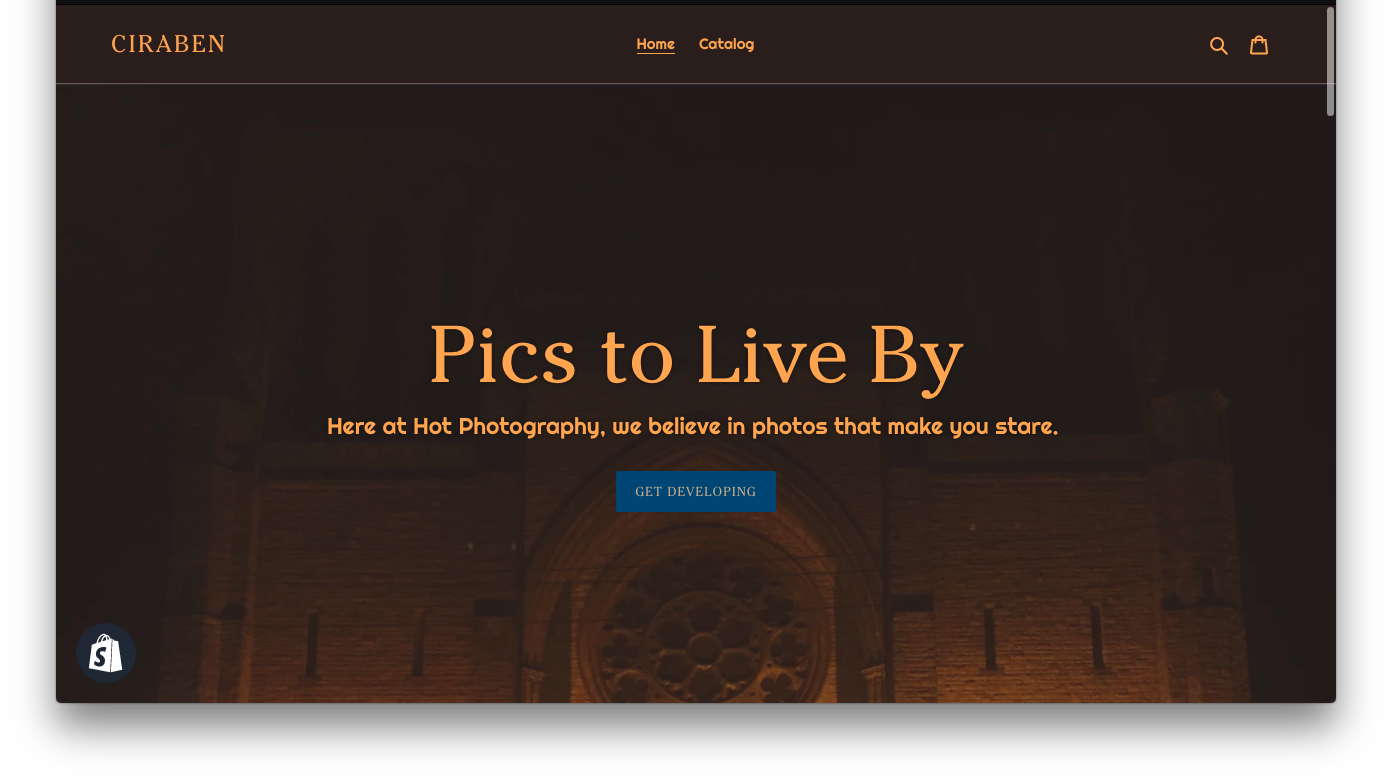 CIRABEN
Home Catalog
Pics to Live By
Here at Hot Photography, we believe in photos that make you stare.
GET DEVELOPING
S